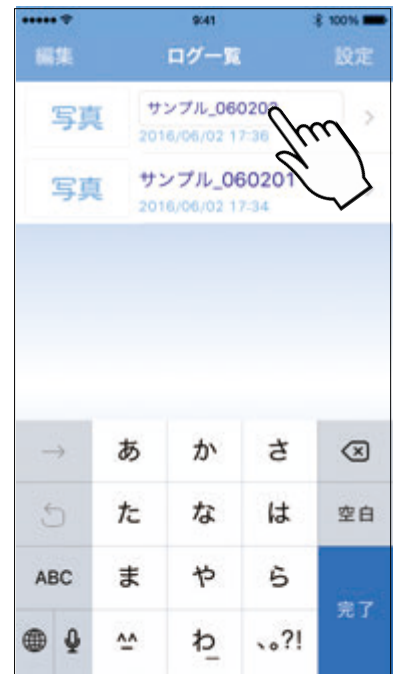 9:41 100%
編集 ログ一覧 設定
写真 サンプル_060202
2016/06/02 17:36
写真 サンプル_060201
2016/06/02 17:34
→ あ か さ
た な は 空白
ABC ま や ら
^^ わ_ 、。?! 完了